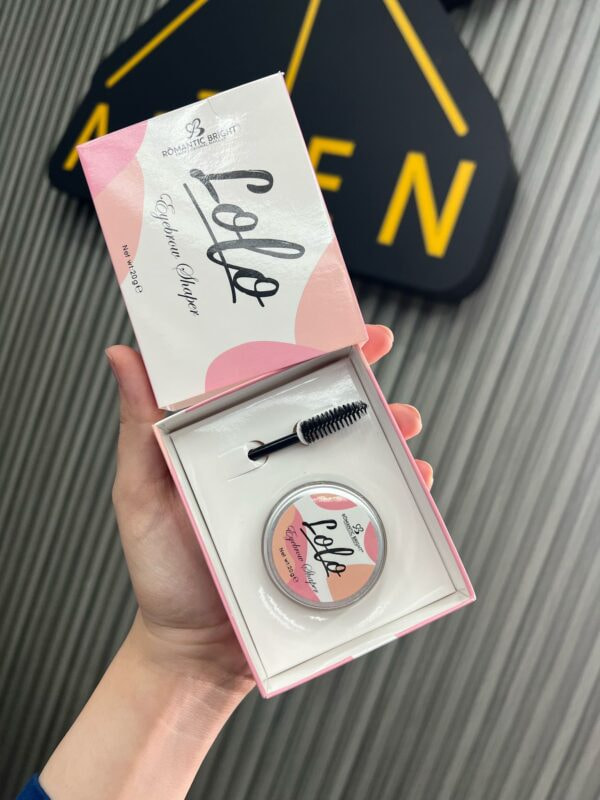 ROMANTIC BRIGHT
Lolo
Eyebrow Shaper
Net wt:20g℮
ROMANTIC BRIGHT
Lolo
Eyebrow Shaper
Net wt:20g℮